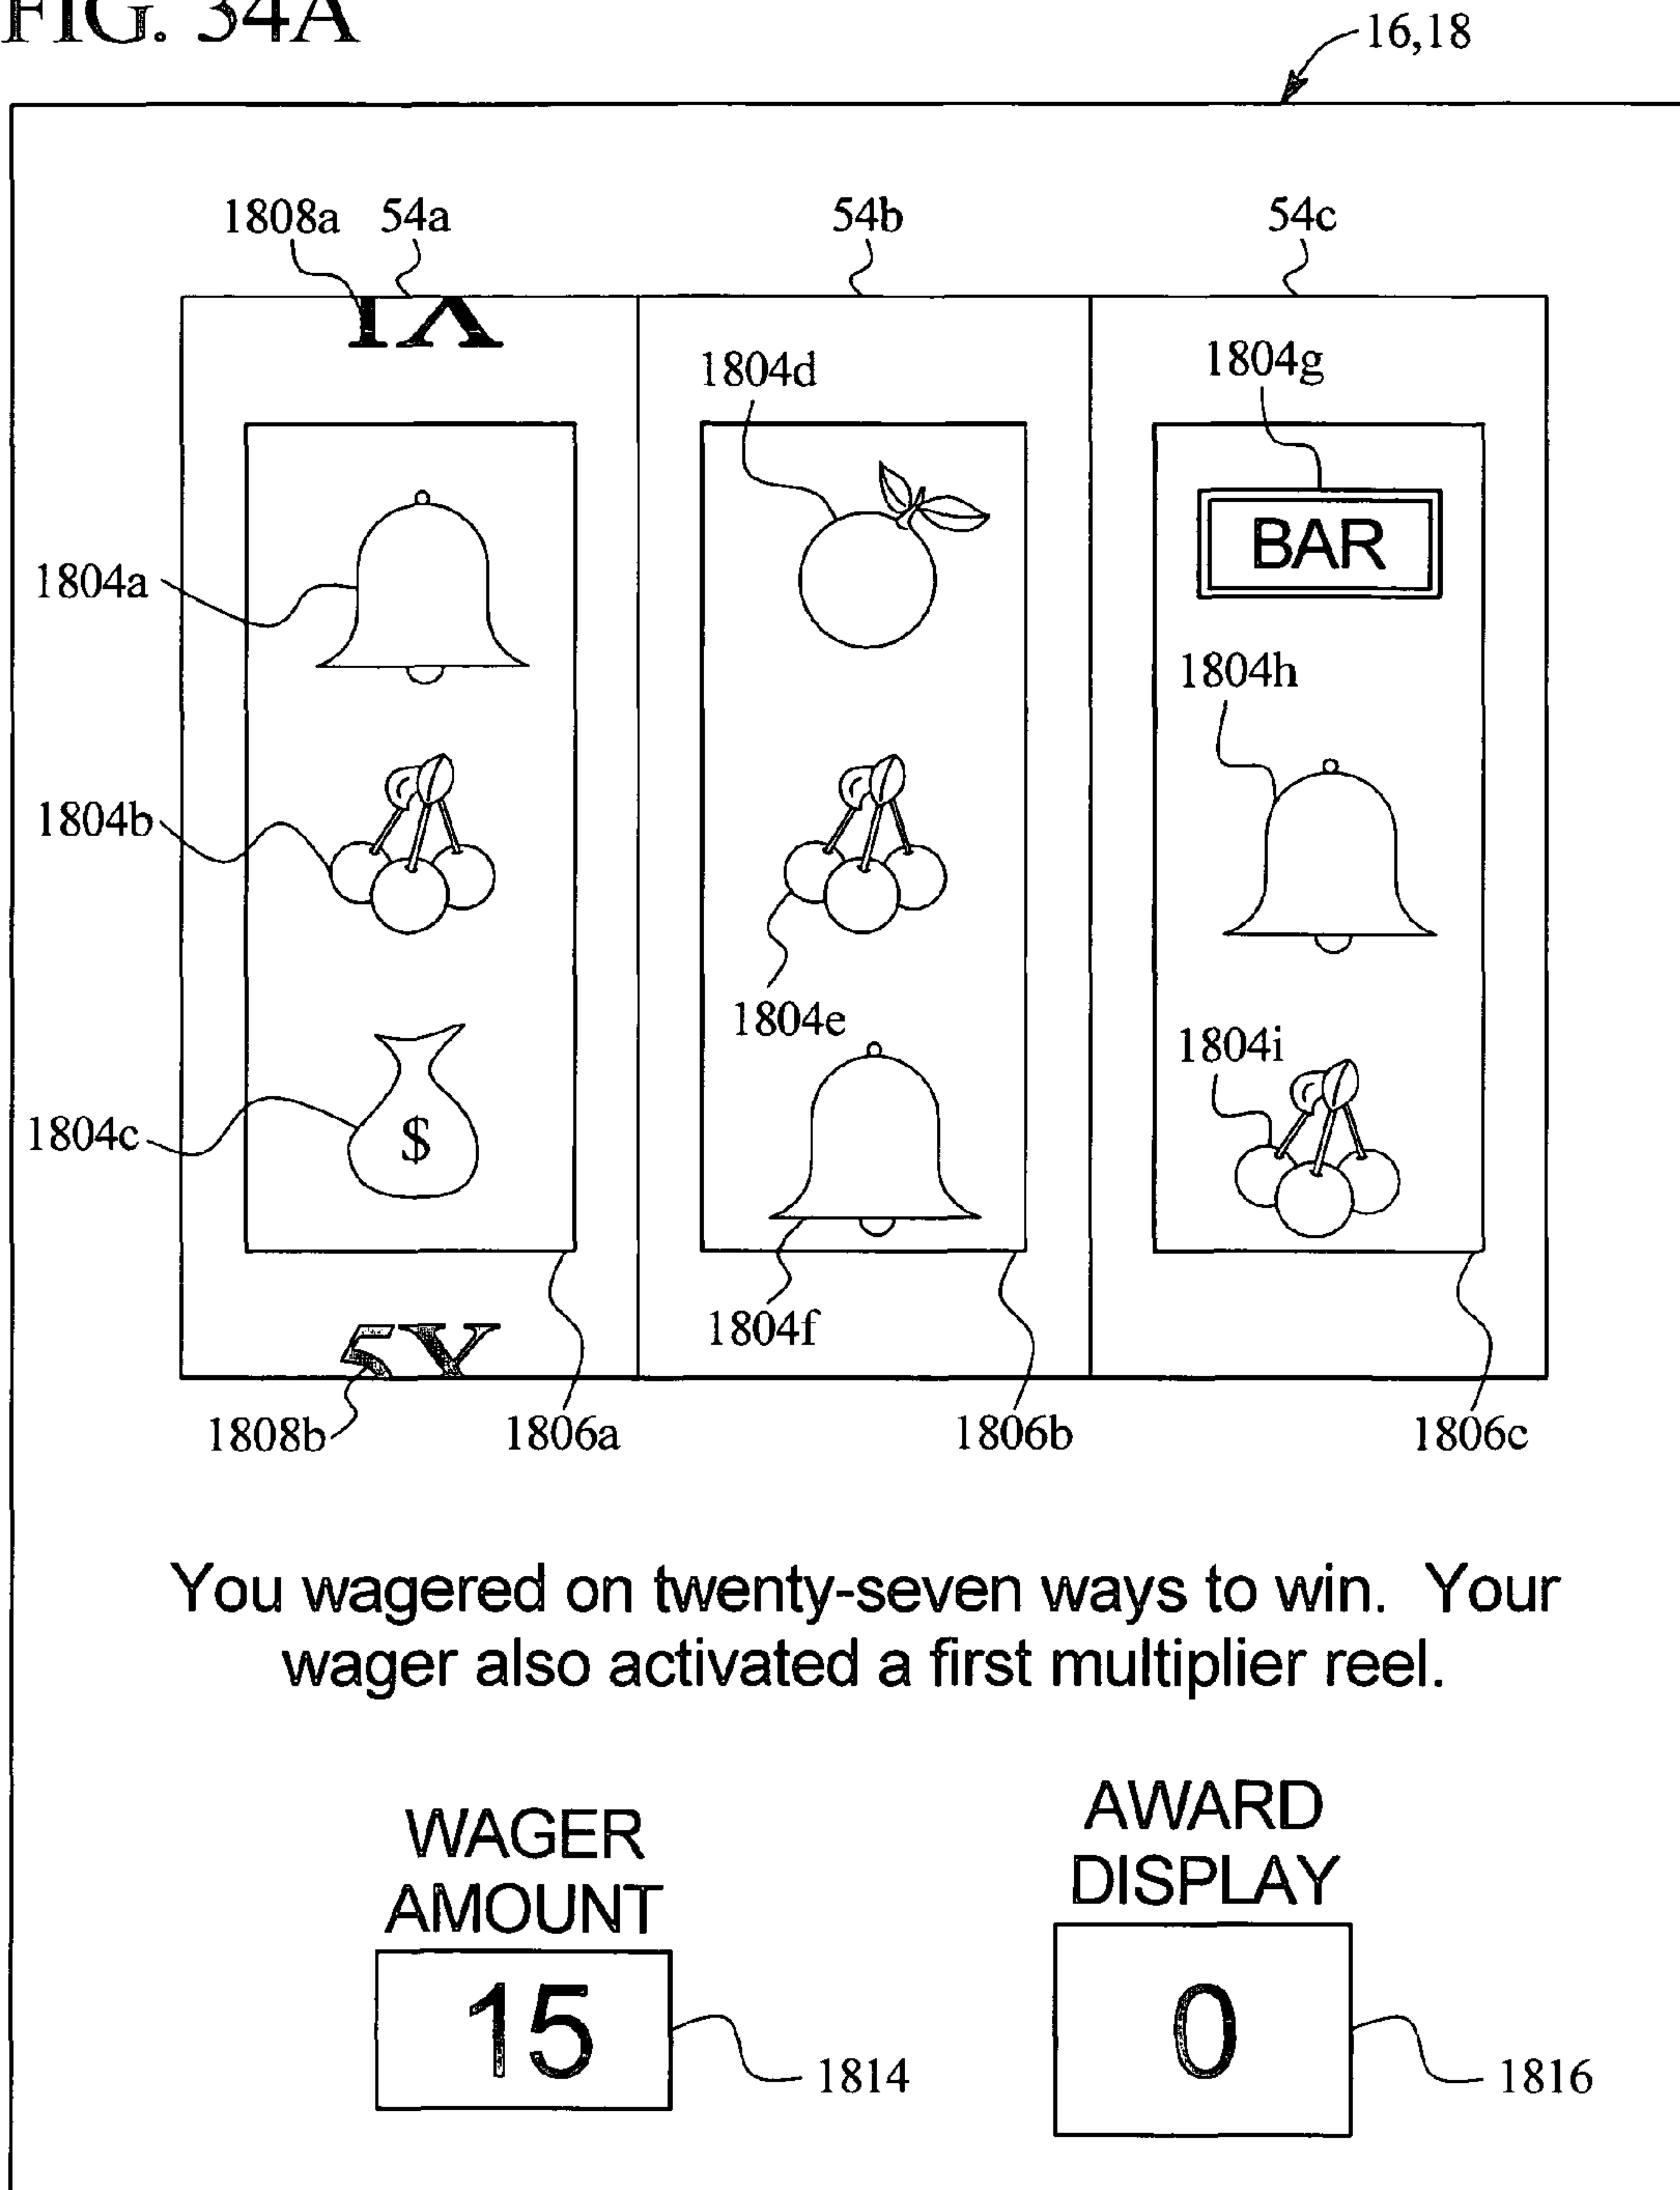 FIG. 34A
16,18
1808a 54a 54b 54c
1804d 1804g
BAR
1804a
1804h
1804b
1804e
1804i
1804c
$
1804f
1808b 1806a 1806b 1806c
You wagered on twenty-seven ways to win. Your
wager also activated a first multiplier reel.
WAGER
AMOUNT
15
1814
AWARD
DISPLAY
0
1816